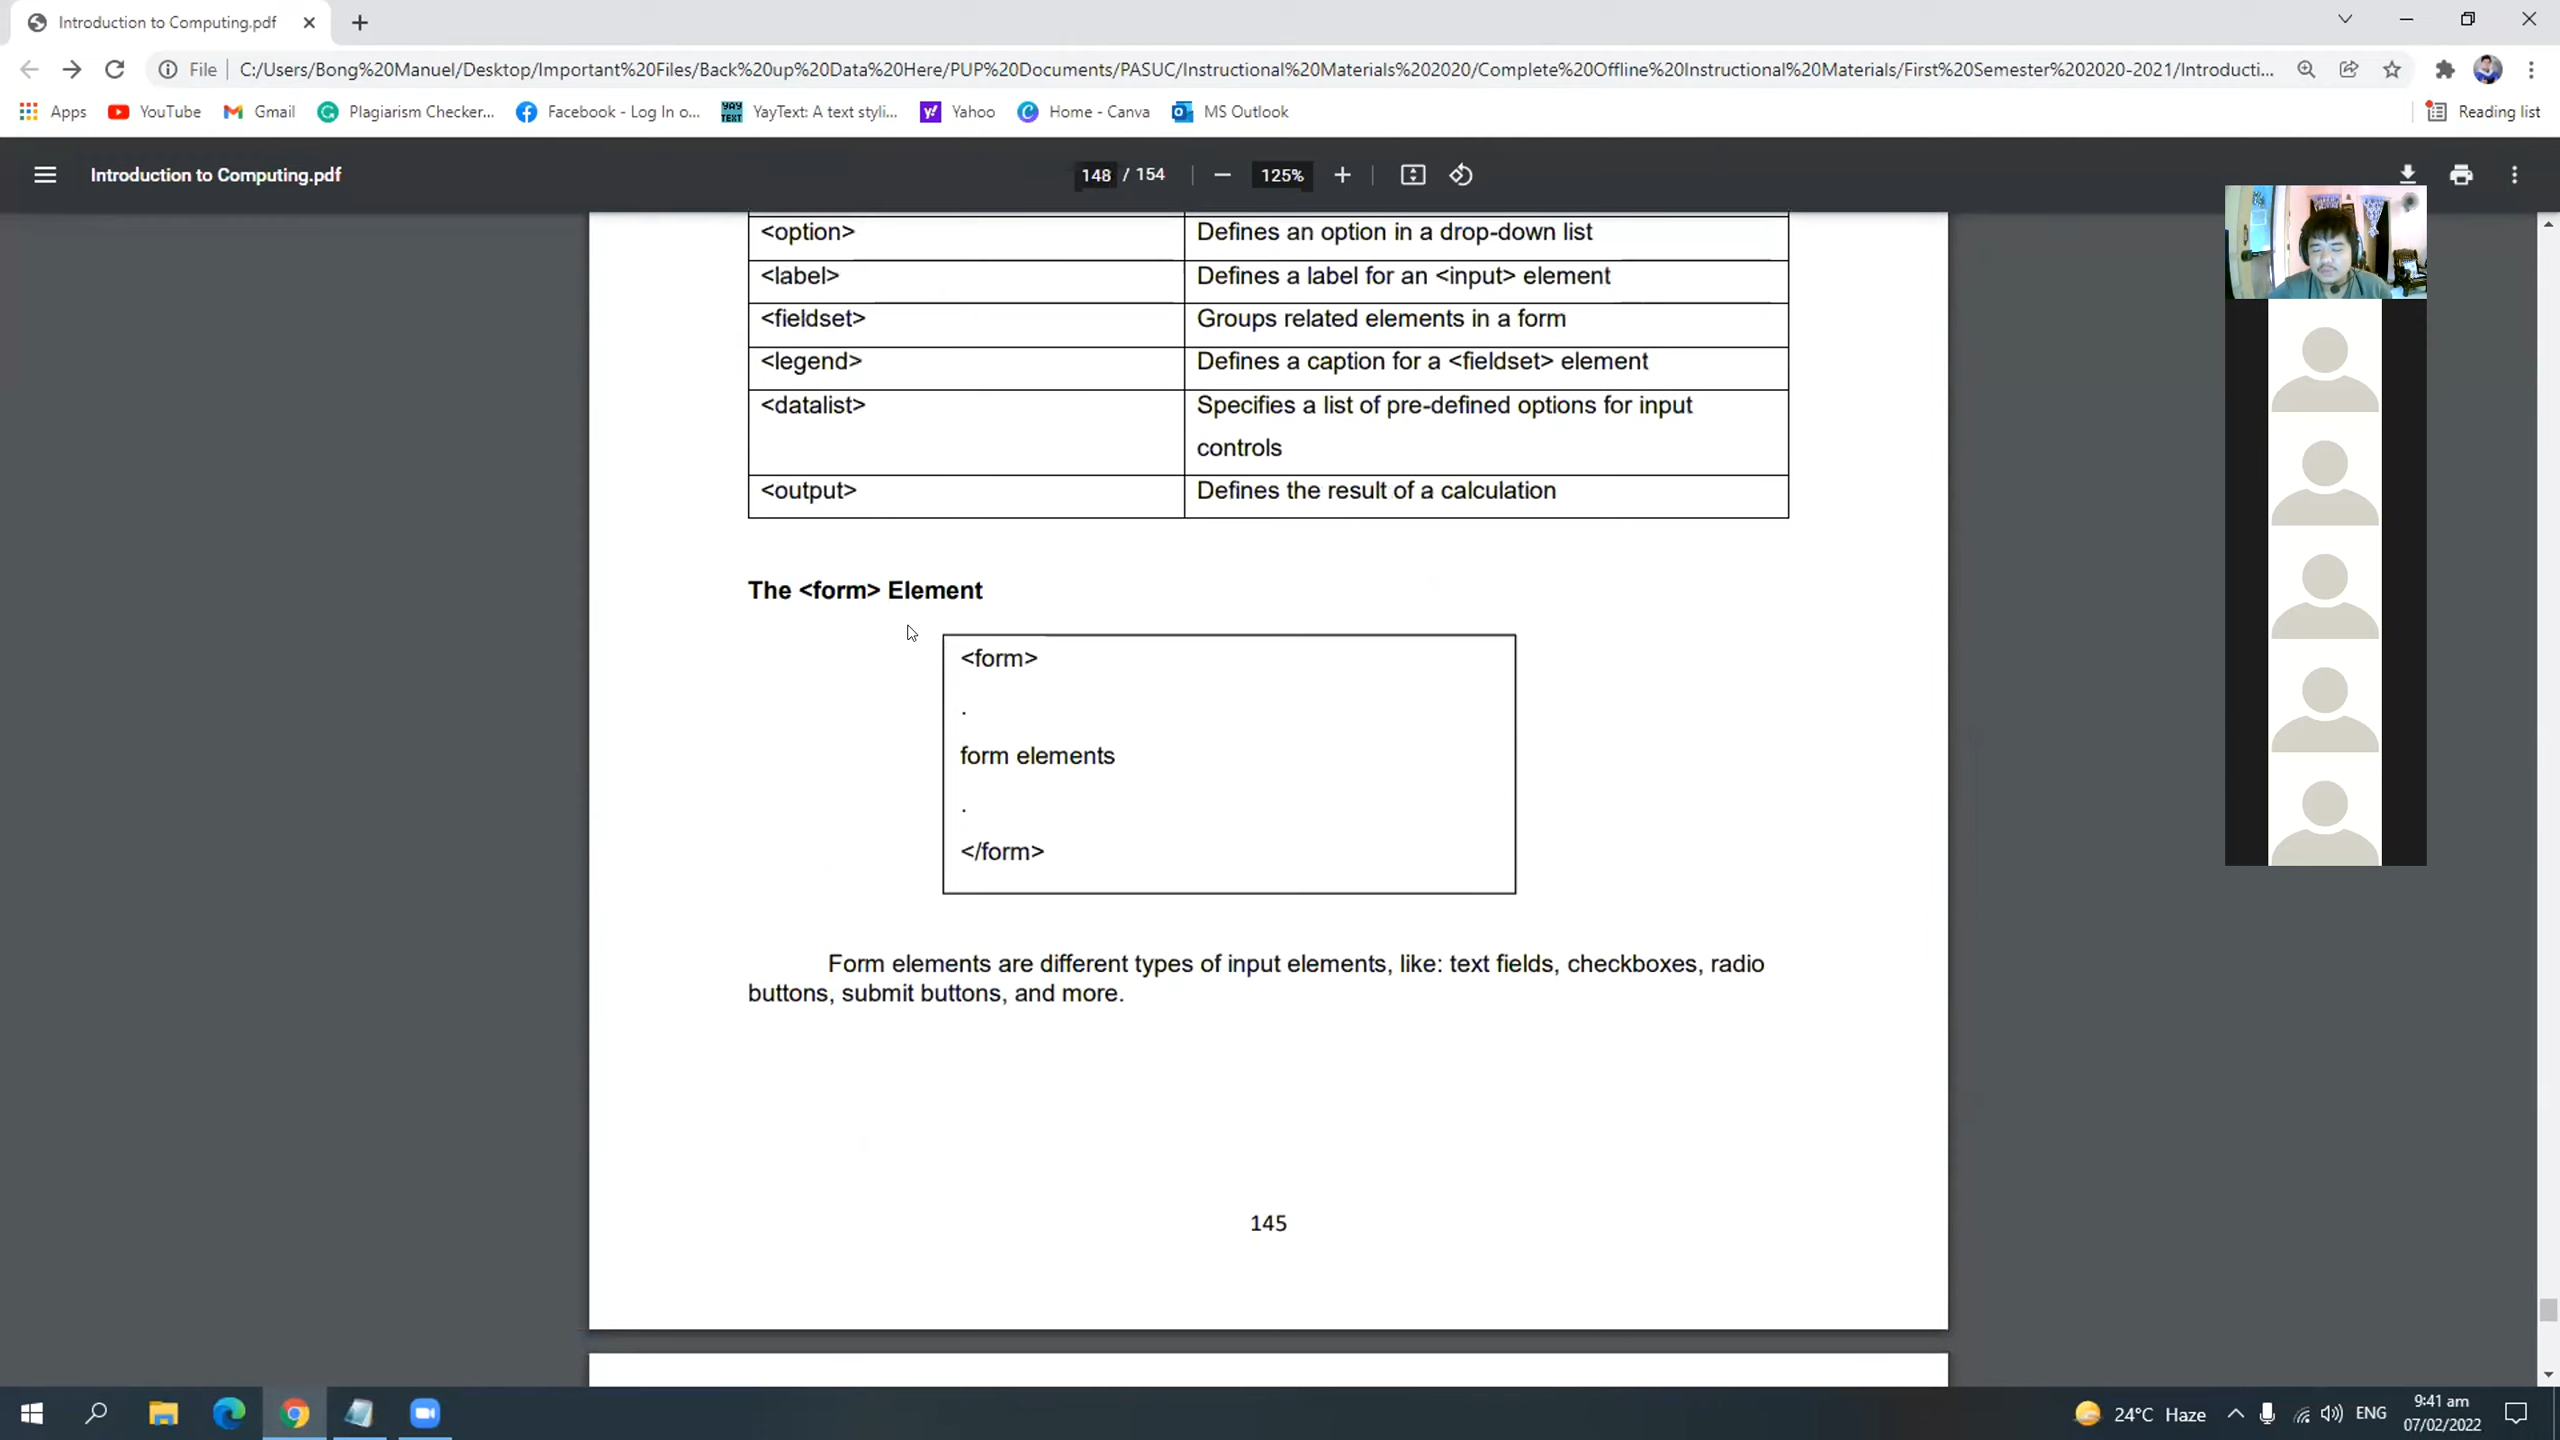 Introduction to Computing.pdf
File
C:/Users/Bong%20Manuel/Desktop/Important%20Files/Back%20up%20Data%20Here/PUP%20Documents/PASUC/Instructional%20Materials%202020/Complete%20Offline%20Instructional%20Materials/First%20Semester%202020-2021/Introducti...
Apps YouTube Gmail Plagiarism Checker... Facebook - Log In o... YAY TEXT YayText: A text styli... Yahoo Home - Canva MS Outlook Reading list
Introduction to Computing.pdf 148 / 154 125%
<option> Defines an option in a drop-down list
<label> Defines a label for an <input> element
<fieldset> Groups related elements in a form
<legend> Defines a caption for a <fieldset> element
<datalist> Specifies a list of pre-defined options for input
controls
<output> Defines the result of a calculation
The <form> Element
<form>
.
form elements
.
</form>
Form elements are different types of input elements, like: text fields, checkboxes, radio
buttons, submit buttons, and more.
145
24°C Haze ENG 9:41 am
07/02/2022